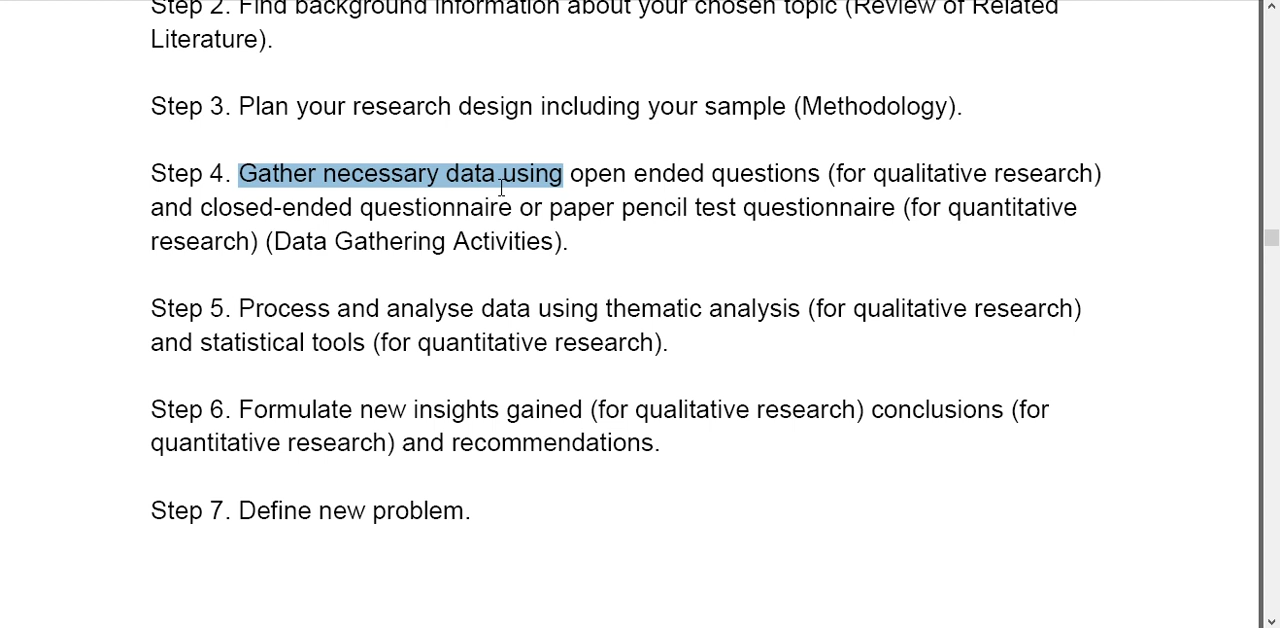 Step 2. Find background information about your chosen topic (Review of Related
Literature).
Step 3. Plan your research design including your sample (Methodology).
Step 4. Gather necessary data using open ended questions (for qualitative research)
and closed-ended questionnaire or paper pencil test questionnaire (for quantitative
research) (Data Gathering Activities).
Step 5. Process and analyse data using thematic analysis (for qualitative research)
and statistical tools (for quantitative research).
Step 6. Formulate new insights gained (for qualitative research) conclusions (for
quantitative research) and recommendations.
Step 7. Define new problem.